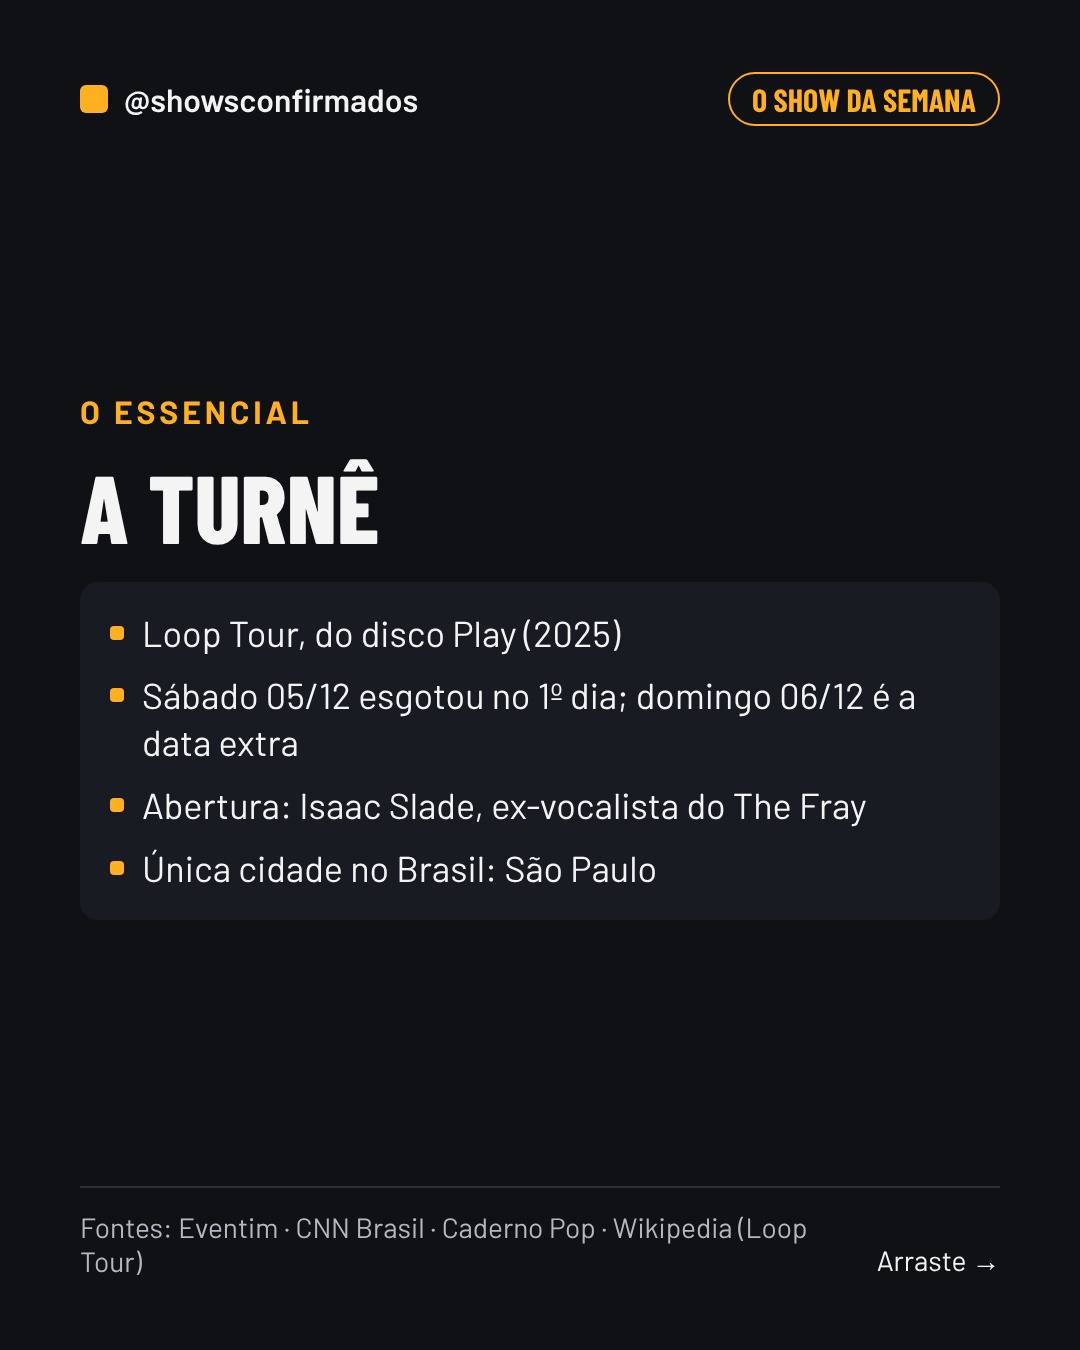 @showsconfirmados
O SHOW DA SEMANA
O ESSENCIAL
A TURNÊ
Loop Tour, do disco Play (2025)
Sábado 05/12 esgotou no 1º dia; domingo 06/12 é a
data extra
Abertura: Isaac Slade, ex-vocalista do The Fray
Única cidade no Brasil: São Paulo
Fontes: Eventim · CNN Brasil · Caderno Pop · Wikipedia (Loop
Tour)
Arraste →